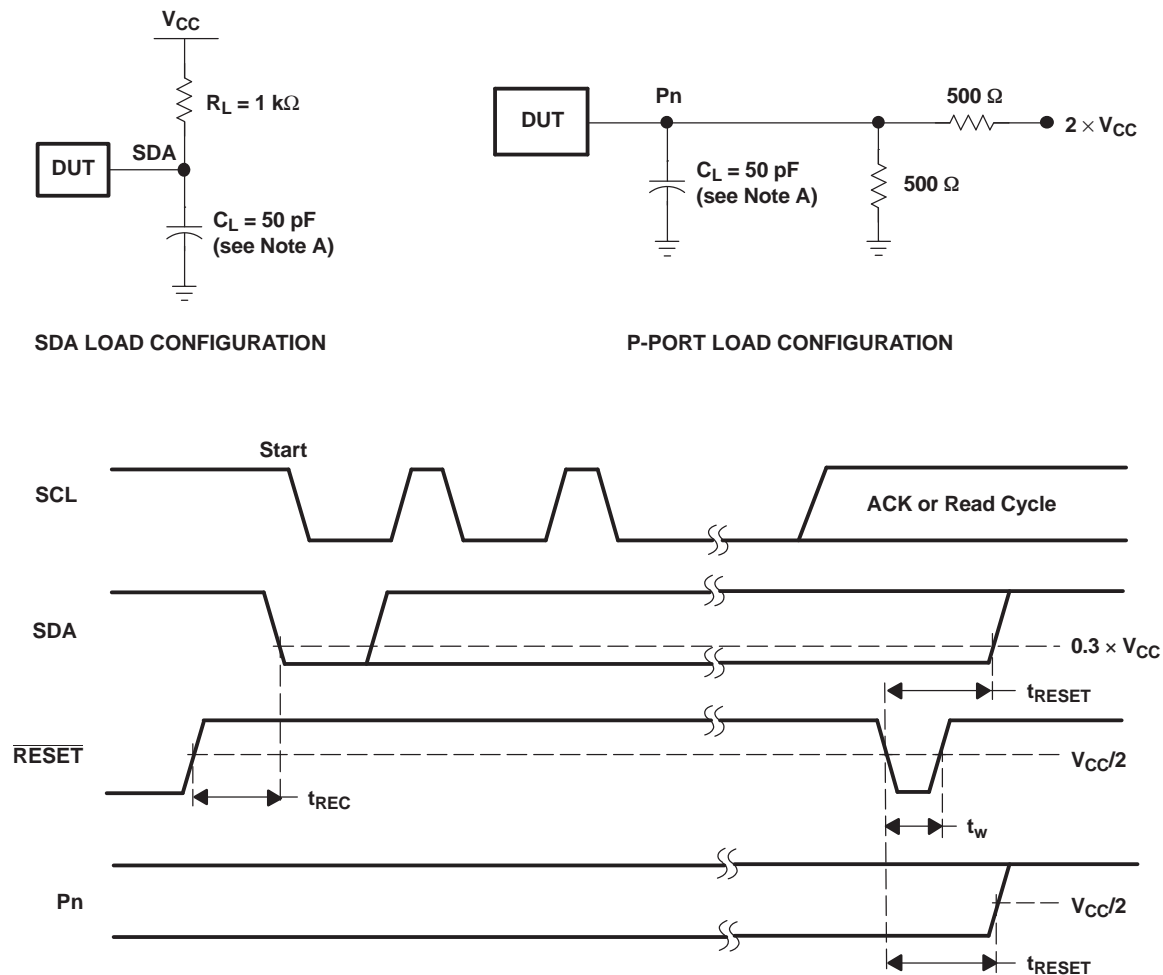 VCC
RL = 1 kΩ
DUT
SDA
CL = 50 pF
(see Note A)
SDA LOAD CONFIGURATION
DUT
Pn
500 Ω
2 × VCC
CL = 50 pF
(see Note A)
500 Ω
P-PORT LOAD CONFIGURATION
Start
SCL
ACK or Read Cycle
SDA
0.3 × VCC
tRESET
RESET
VCC/2
tREC
tw
Pn
VCC/2
tRESET